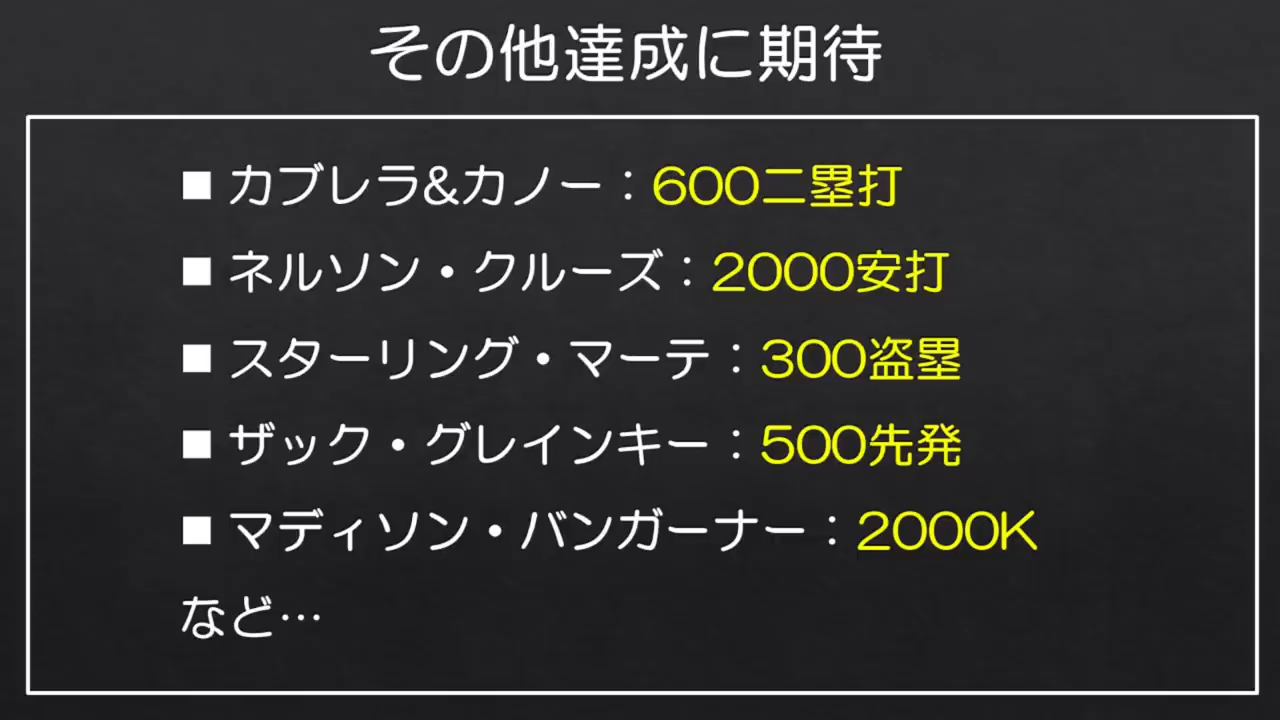 その他達成に期待
■ カブレラ&カノー：600二塁打
■ ネルソン・クルーズ：2000安打
■ スターリング・マーテ：300盗塁
■ ザック・グレインキー：500先発
■ マディソン・バンガーナー：2000K
など…